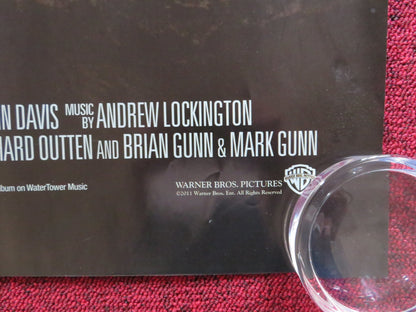 N DAVIS MUSIC BY ANDREW LOCKINGTON
HARD OUTTEN AND BRIAN GUNN & MARK GUNN
lbum on WaterTower Music
WARNER BROS. PICTURES
©2011 Warner Bros. Ent. All Rights Reserved